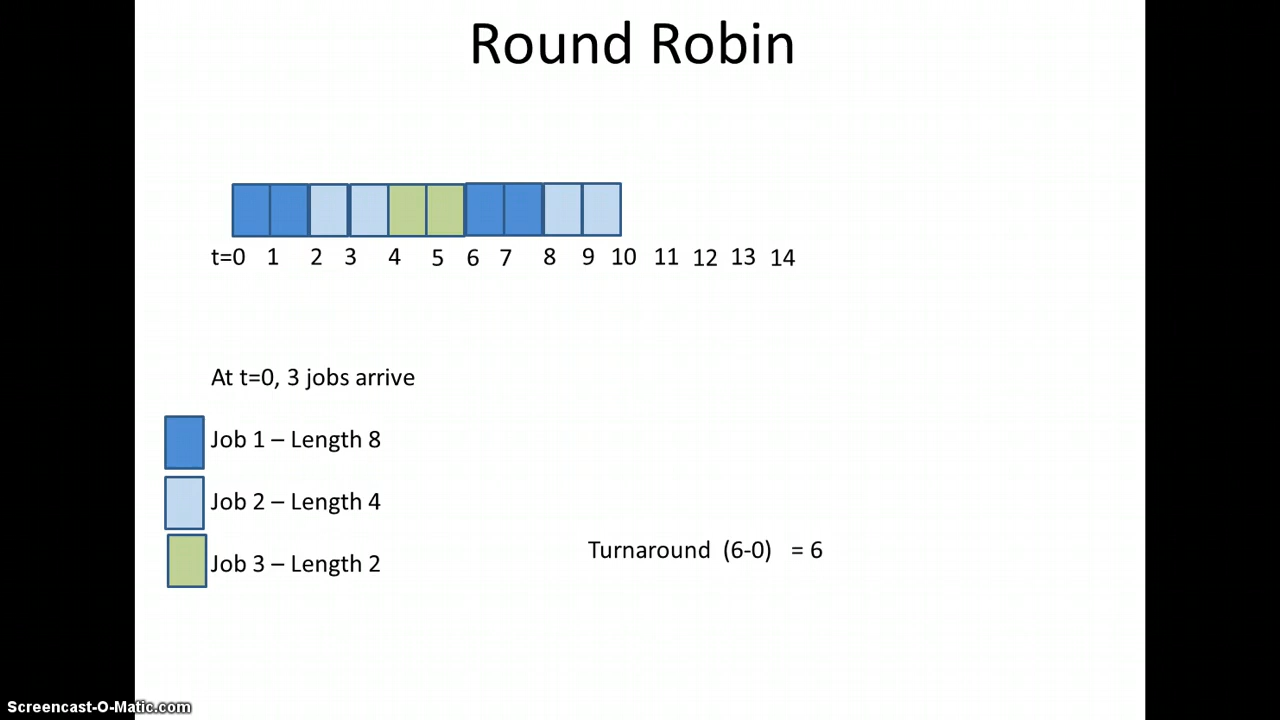 Round Robin
t=0 1 2 3 4 5 6 7 8 9 10 11 12 13 14
At t=0, 3 jobs arrive
Job 1 – Length 8
Job 2 – Length 4
Turnaround (6-0) = 6
Job 3 – Length 2
Screencast-O-Matic.com